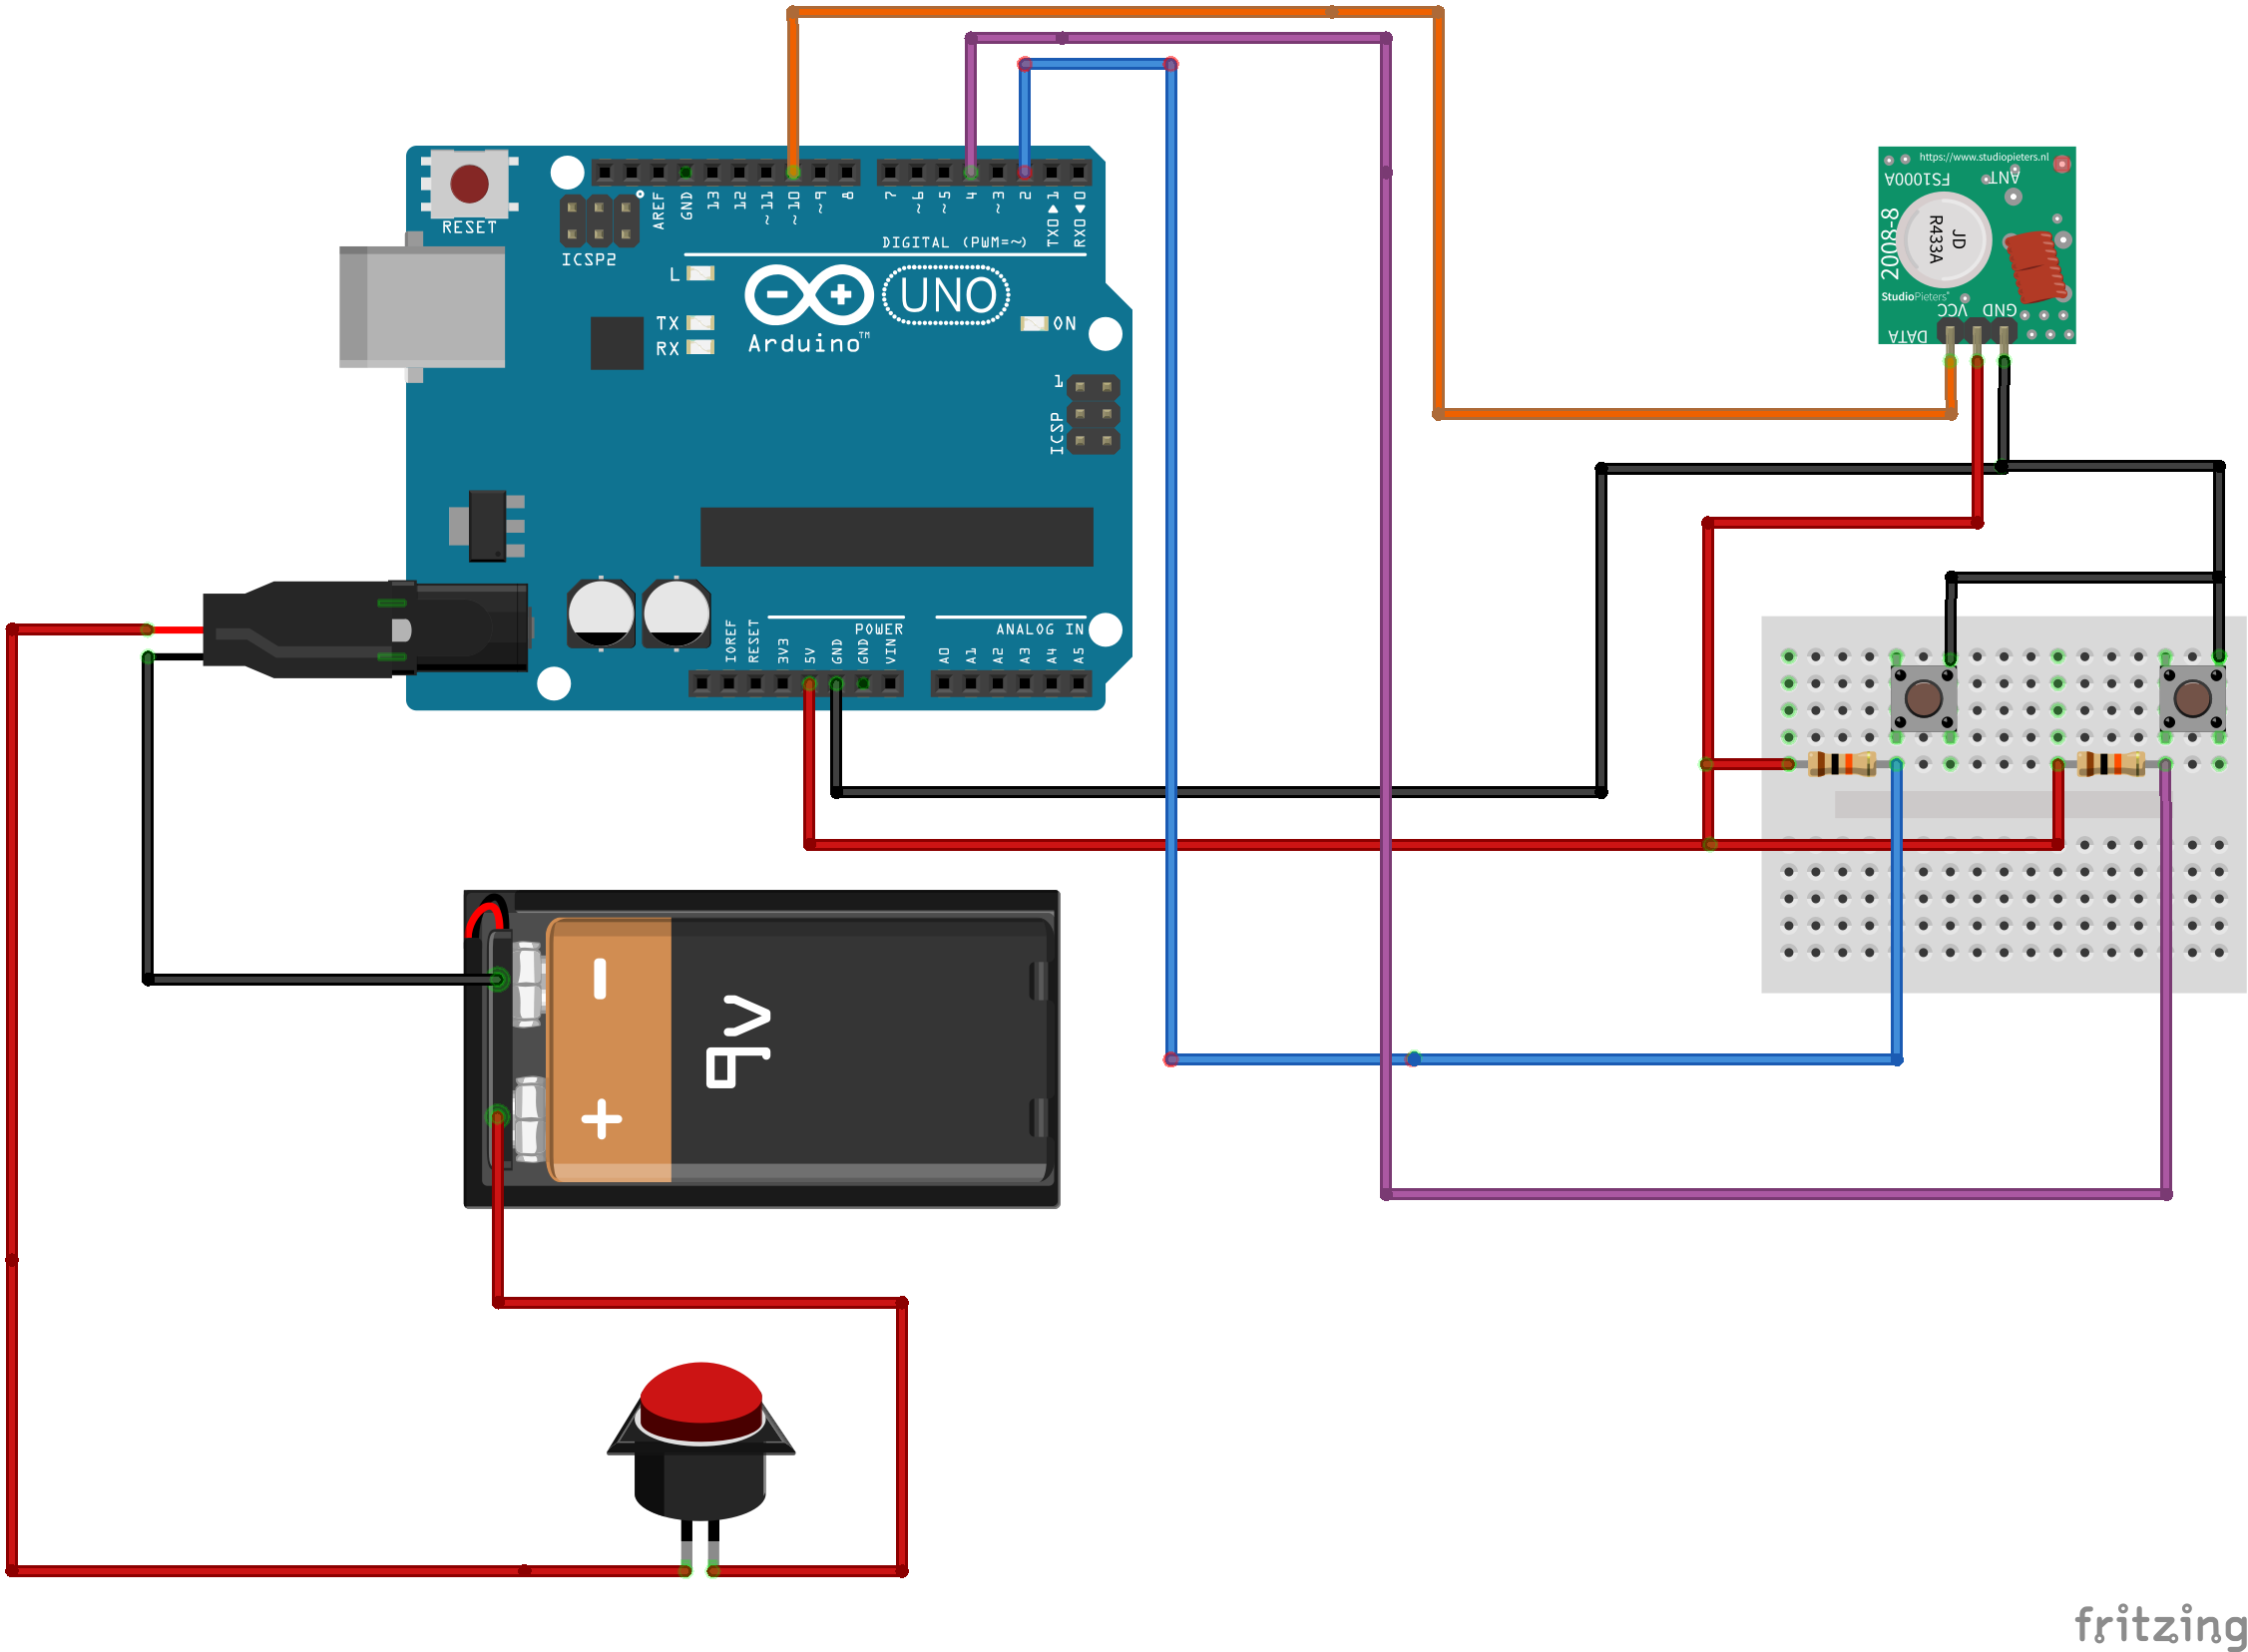 RESET
ICSP2
AREF
GND
13
12
~11
~10
~9
8
7
~6
~5
4
~3
2
TX0▶1
RX0◀0
DIGITAL (PWM=~)
L
TX
RX
UNO
ON
Arduino™
1
ICSP
IOREF
RESET
3V3
5V
GND
GND
VIN
POWER
A0
A1
A2
A3
A4
A5
ANALOG IN
https://www.studiopieters.nl
FS1000A
ANT
2008-8
JD
R433A
StudioPieters®
VCC
GND
DATA
-
+
9v
fritzing